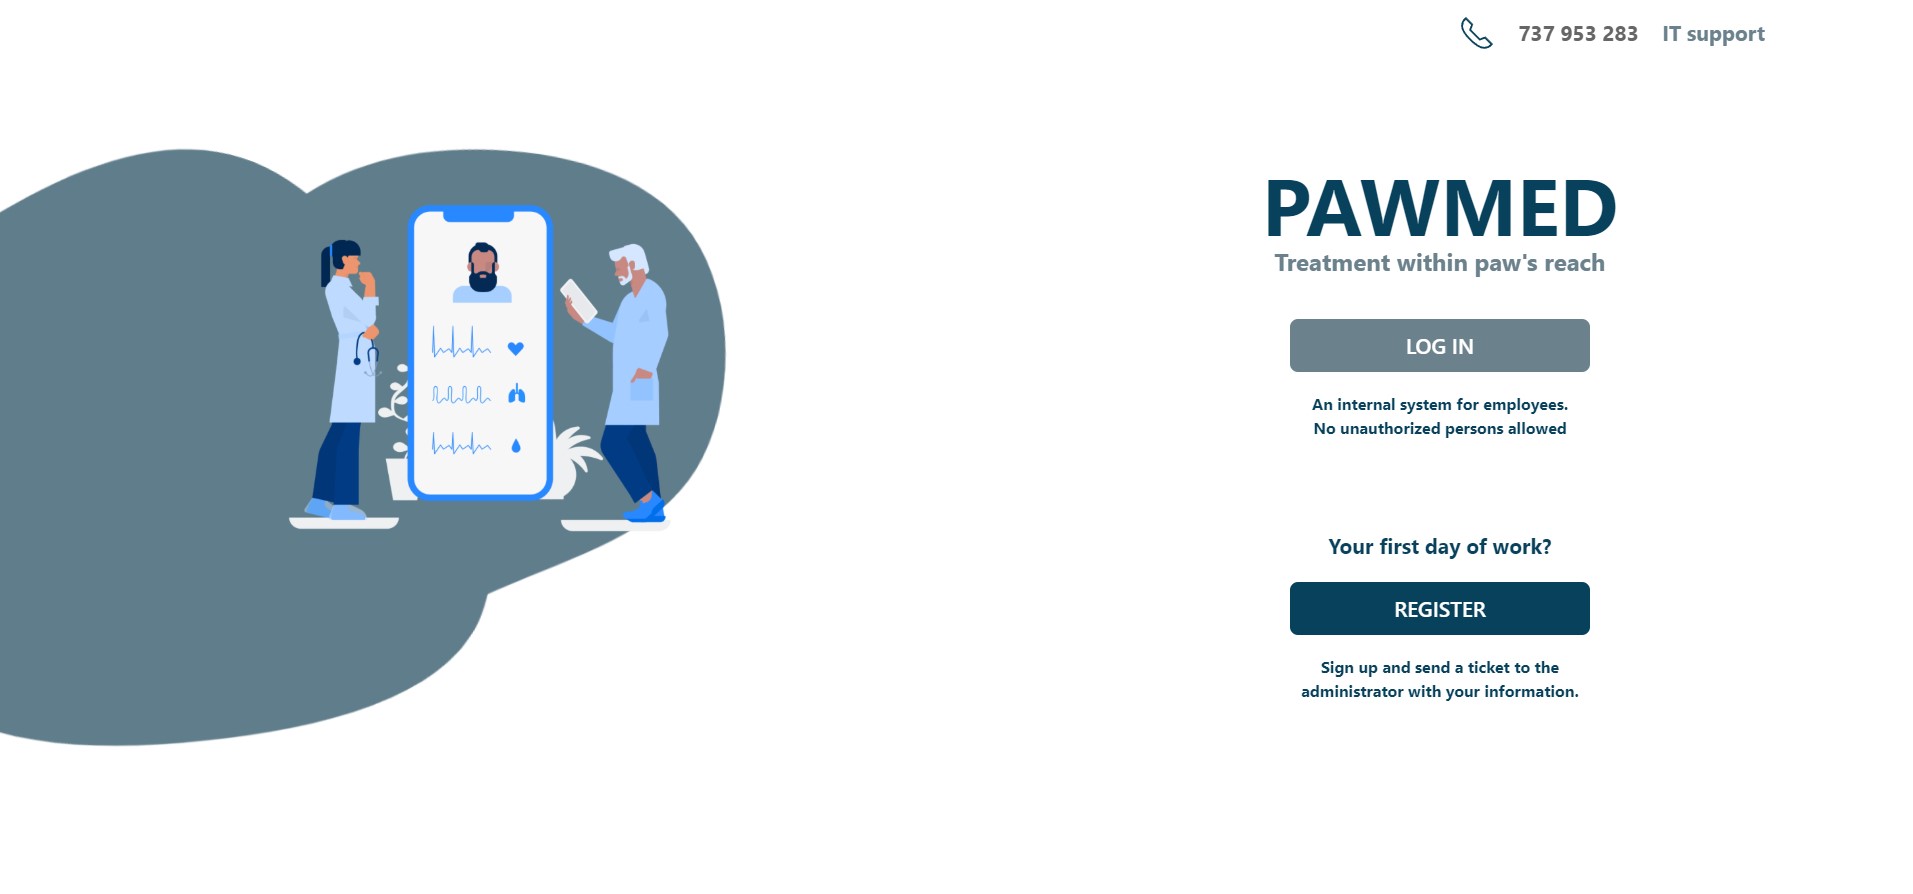 737 953 283 IT support
PAWMED
Treatment within paw's reach
LOG IN
An internal system for employees.
No unauthorized persons allowed
Your first day of work?
REGISTER
Sign up and send a ticket to the
administrator with your information.